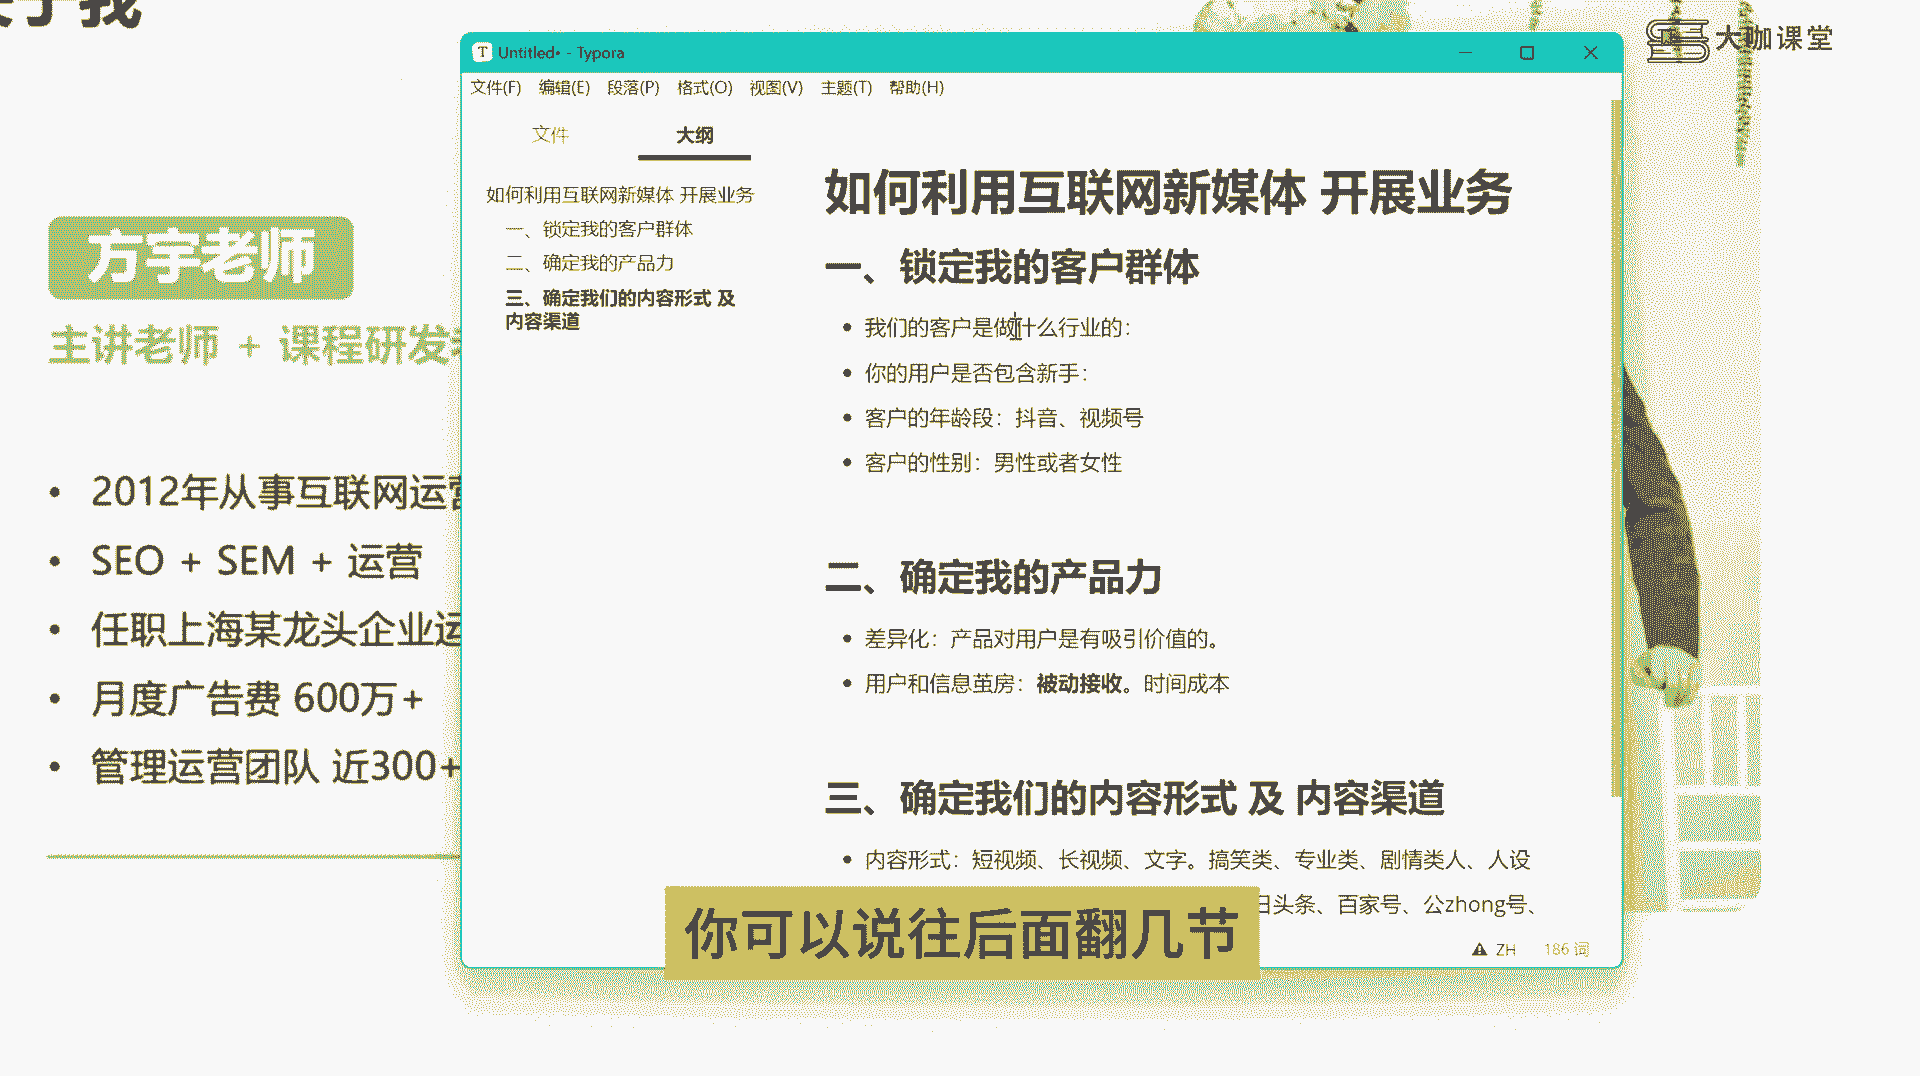 关于我
大咖课堂
方宇老师
主讲老师 + 课程研发
• 2012年从事互联网运营
• SEO + SEM + 运营
• 任职上海某龙头企业运
• 月度广告费 600万+
• 管理运营团队 近300+
Untitled• - Typora
文件(F) 编辑(E) 段落(P) 格式(O) 视图(V) 主题(T) 帮助(H)
文件 大纲
如何利用互联网新媒体 开展业务
一、锁定我的客户群体
二、确定我的产品力
三、确定我们的内容形式 及
内容渠道
如何利用互联网新媒体 开展业务
一、锁定我的客户群体
• 我们的客户是做什么行业的：
• 你的用户是否包含新手：
• 客户的年龄段：抖音、视频号
• 客户的性别：男性或者女性
二、确定我的产品力
• 差异化：产品对用户是有吸引价值的。
• 用户和信息茧房：被动接收。时间成本
三、确定我们的内容形式 及 内容渠道
• 内容形式：短视频、长视频、文字。搞笑类、专业类、剧情类人、人设
日头条、百家号、公zhong号、
你可以说往后面翻几节
ZH 186 词